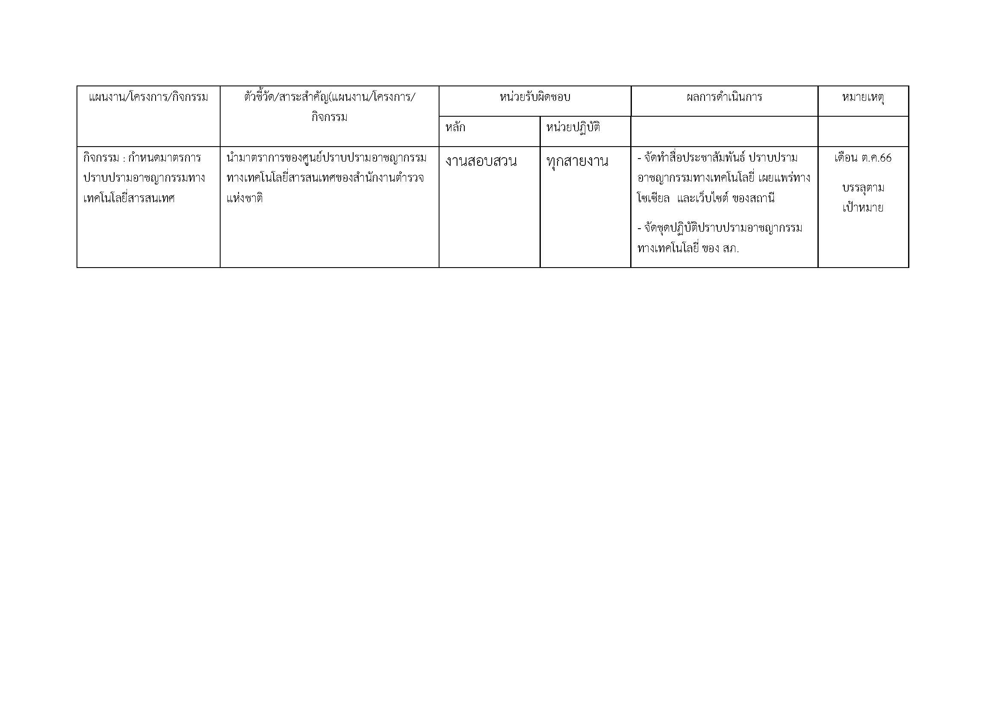 แผนงาน/โครงการ/กิจกรรม
ตัวชี้วัด/สาระสำคัญ(แผนงาน/โครงการ/
กิจกรรม
หน่วยรับผิดชอบ
ผลการดำเนินการ
หมายเหตุ
หลัก
หน่วยปฏิบัติ
กิจกรรม : กำหนดมาตรการ
ปราบปรามอาชญากรรมทาง
เทคโนโลยี่สารสนเทศ
นำมาตราการของศูนย์ปราบปรามอาชญากรรม
ทางเทคโนโลยี่สารสนเทศของสำนักงานตำรวจ
แห่งชาติ
งานสอบสวน
ทุกสายงาน
- จัดทำสื่อประชาสัมพันธ์ ปราบปราม
อาชญากรรมทางเทคโนโลยี่ เผยแพร่ทาง
โซเซียล และเว็บไซต์ ของสถานี
- จัดชุดปฏิบัติปราบปรามอาชญากรรม
ทางเทคโนโลยี่ ของ สภ.
เดือน ต.ค.66
บรรลุตาม
เป้าหมาย